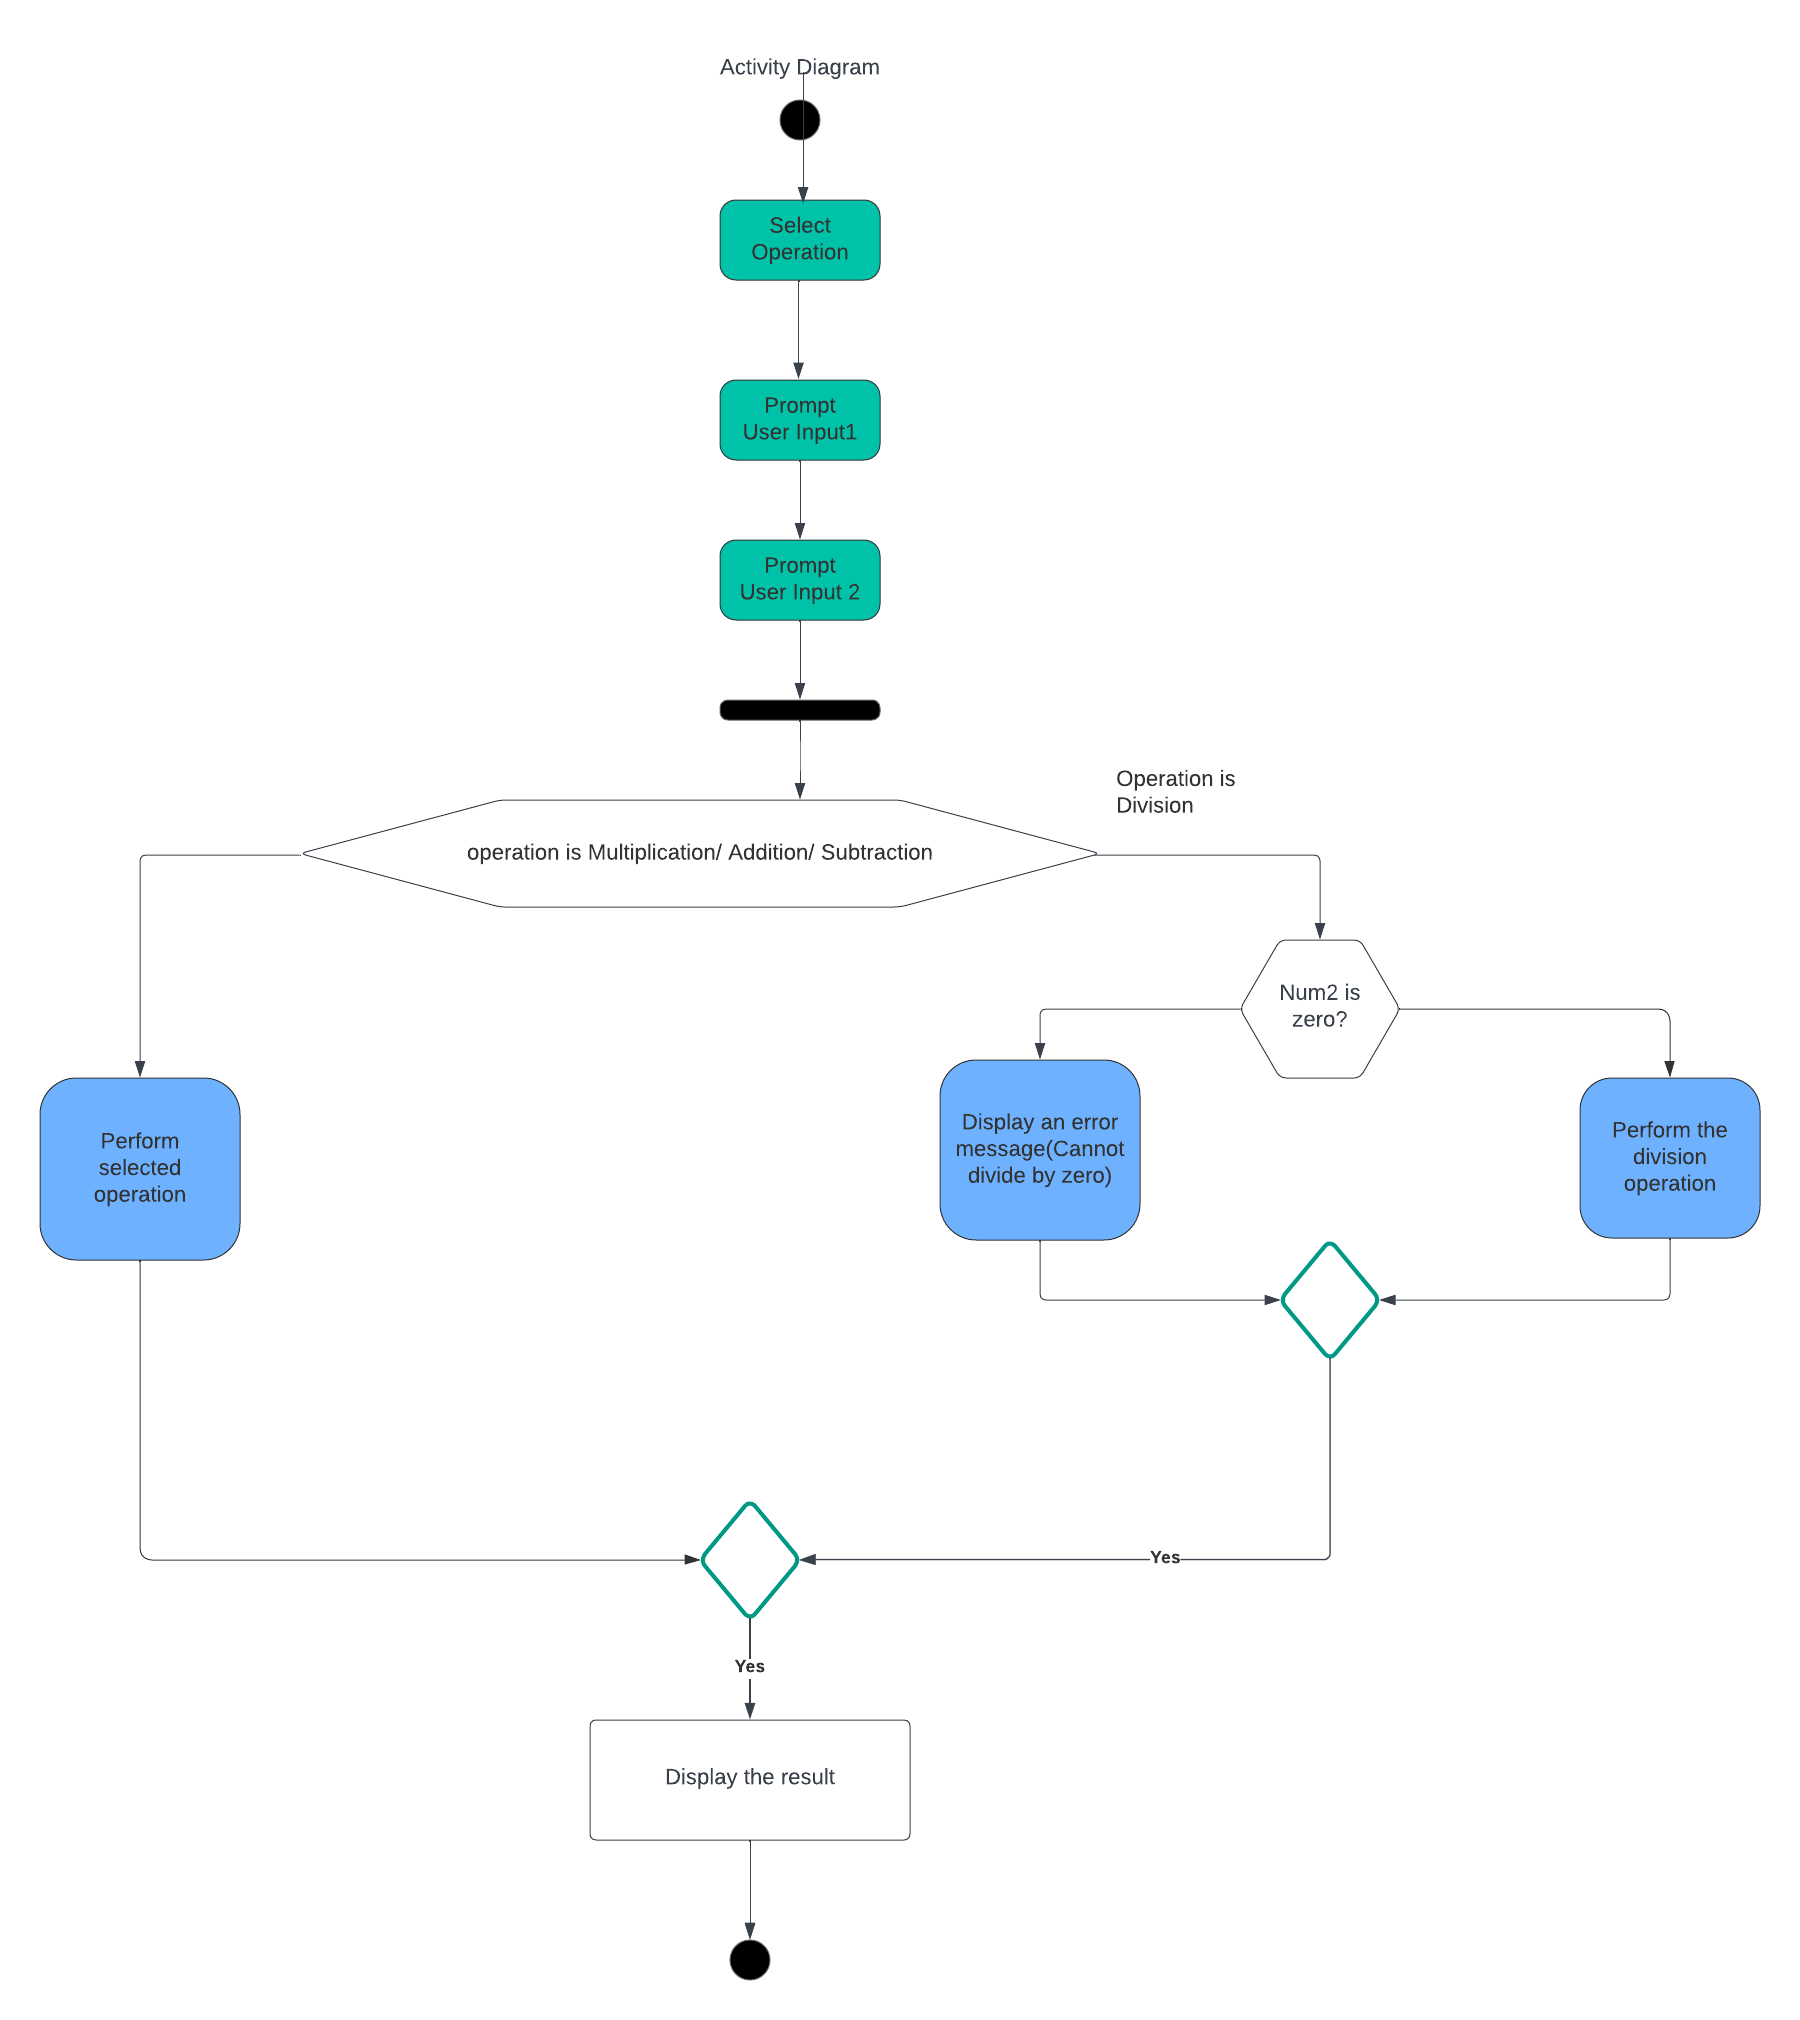 Activity Diagram
Select
Operation
Prompt
User Input1
Prompt
User Input 2
Operation is
Division
operation is Multiplication/ Addition/ Subtraction
Num2 is
zero?
Display an error
message(Cannot
divide by zero)
Perform the
division
operation
Perform
selected
operation
Yes
Yes
Display the result